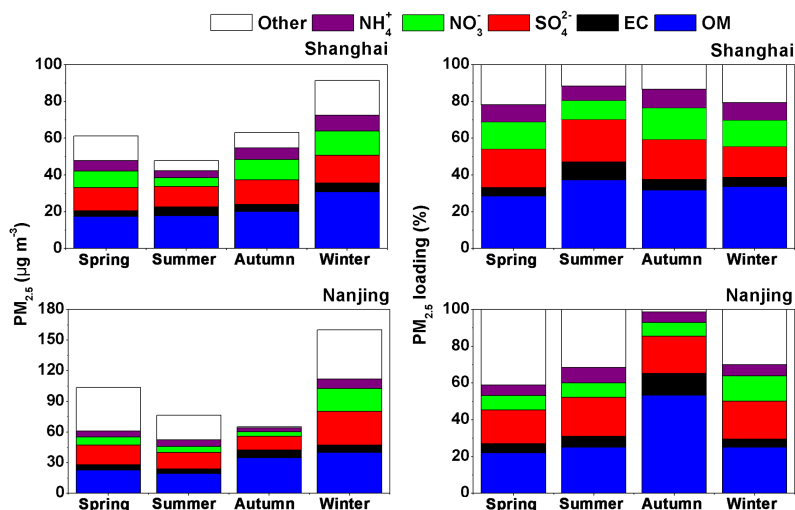 Other NH₄⁺ NO₃⁻ SO₄²⁻ EC OM
Shanghai
100
80
60
40
20
0
Spring Summer Autumn Winter
Shanghai
100
80
60
40
20
0
Spring Summer Autumn Winter
PM₂.₅ (μg m⁻³)
PM₂.₅ loading (%)
Nanjing
180
150
120
90
60
30
0
Spring Summer Autumn Winter
Nanjing
100
80
60
40
20
0
Spring Summer Autumn Winter